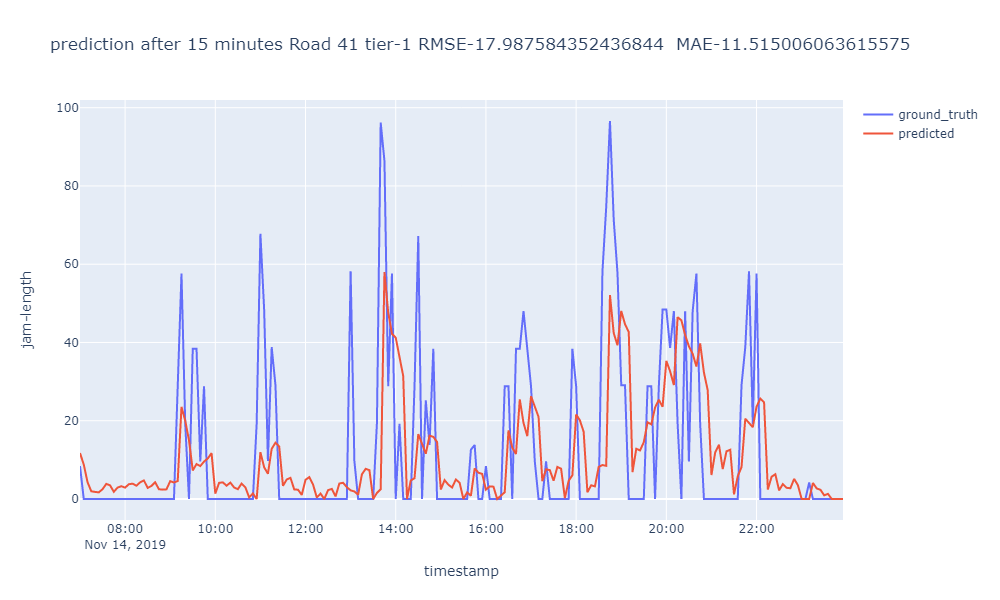 prediction after 15 minutes Road 41 tier-1 RMSE-17.987584352436844  MAE-11.515006063615575
ground_truth
predicted
100
80
60
40
20
0
jam-length
08:00 10:00 12:00 14:00 16:00 18:00 20:00 22:00
Nov 14, 2019
timestamp